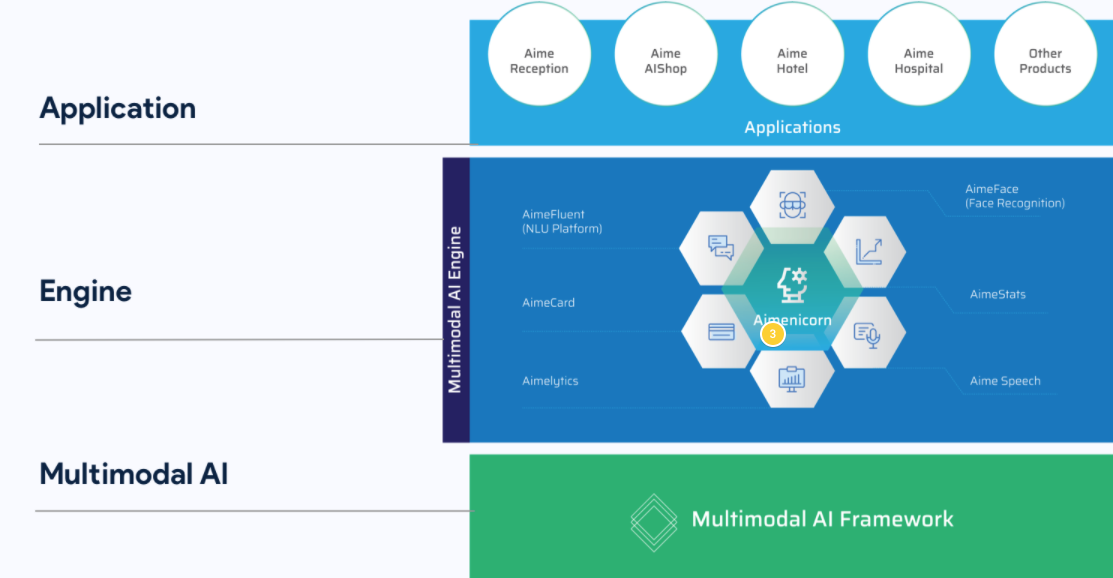 Aime
Reception
Aime
AIShop
Aime
Hotel
Aime
Hospital
Other
Products
Application
Applications
Multimodal AI Engine
AimeFace
(Face Recognition)
AimeFluent
(NLU Platform)
Engine
AimeCard
AimeStats
Aimenicorn
3
Aimelytics
Aime Speech
Multimodal AI
Multimodal AI Framework